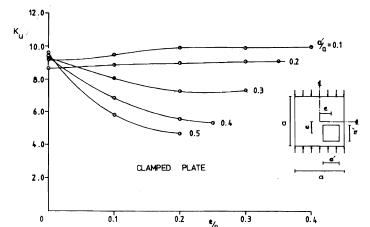 12.0
Ku
10.0
a'/a = 0.1
0.2
8.0
0.3
6.0
0.4
0.5
4.0
CLAMPED PLATE
2.0
0 0.1 0.2 0.3 0.4
e
e
a
a'
a'
a